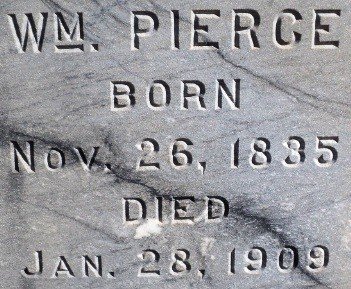 WM. PIERCE
BORN
NOV. 26, 1835
DIED
JAN. 28, 1909